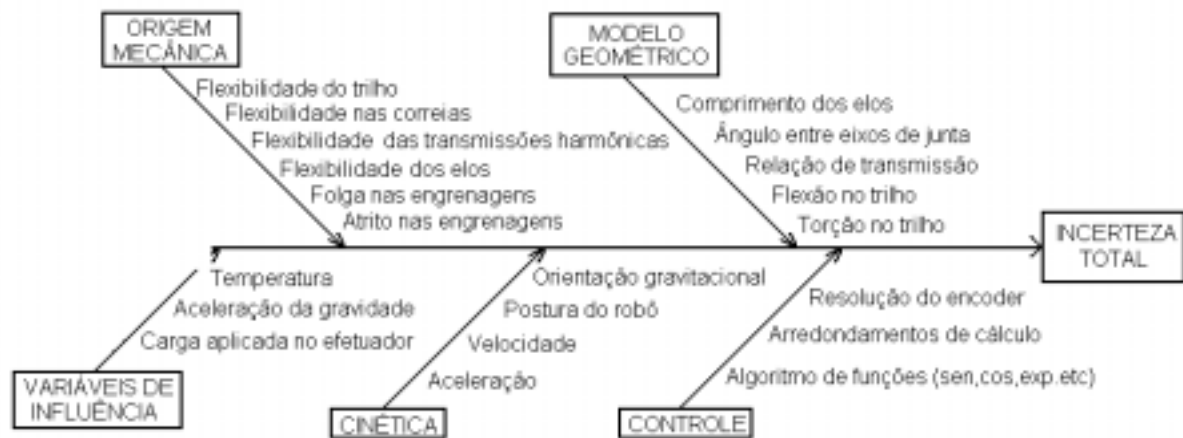 ORIGEM
MECÂNICA
Flexibilidade do trilho
Flexibilidade nas correias
Flexibilidade das transmissões harmônicas
Flexibilidade dos elos
Folga nas engrenagens
Atrito nas engrenagens
MODELO
GEOMÉTRICO
Comprimento dos elos
Ângulo entre eixos de junta
Relação de transmissão
Flexão no trilho
Torção no trilho
INCERTEZA
TOTAL
Temperatura
Aceleração da gravidade
Carga aplicada no efetuador
VARIÁVEIS DE
INFLUÊNCIA
Orientação gravitacional
Postura do robô
Velocidade
Aceleração
CINÉTICA
Resolução do encoder
Arredondamentos de cálculo
Algoritmo de funções (sen,cos,exp.etc)
CONTROLE